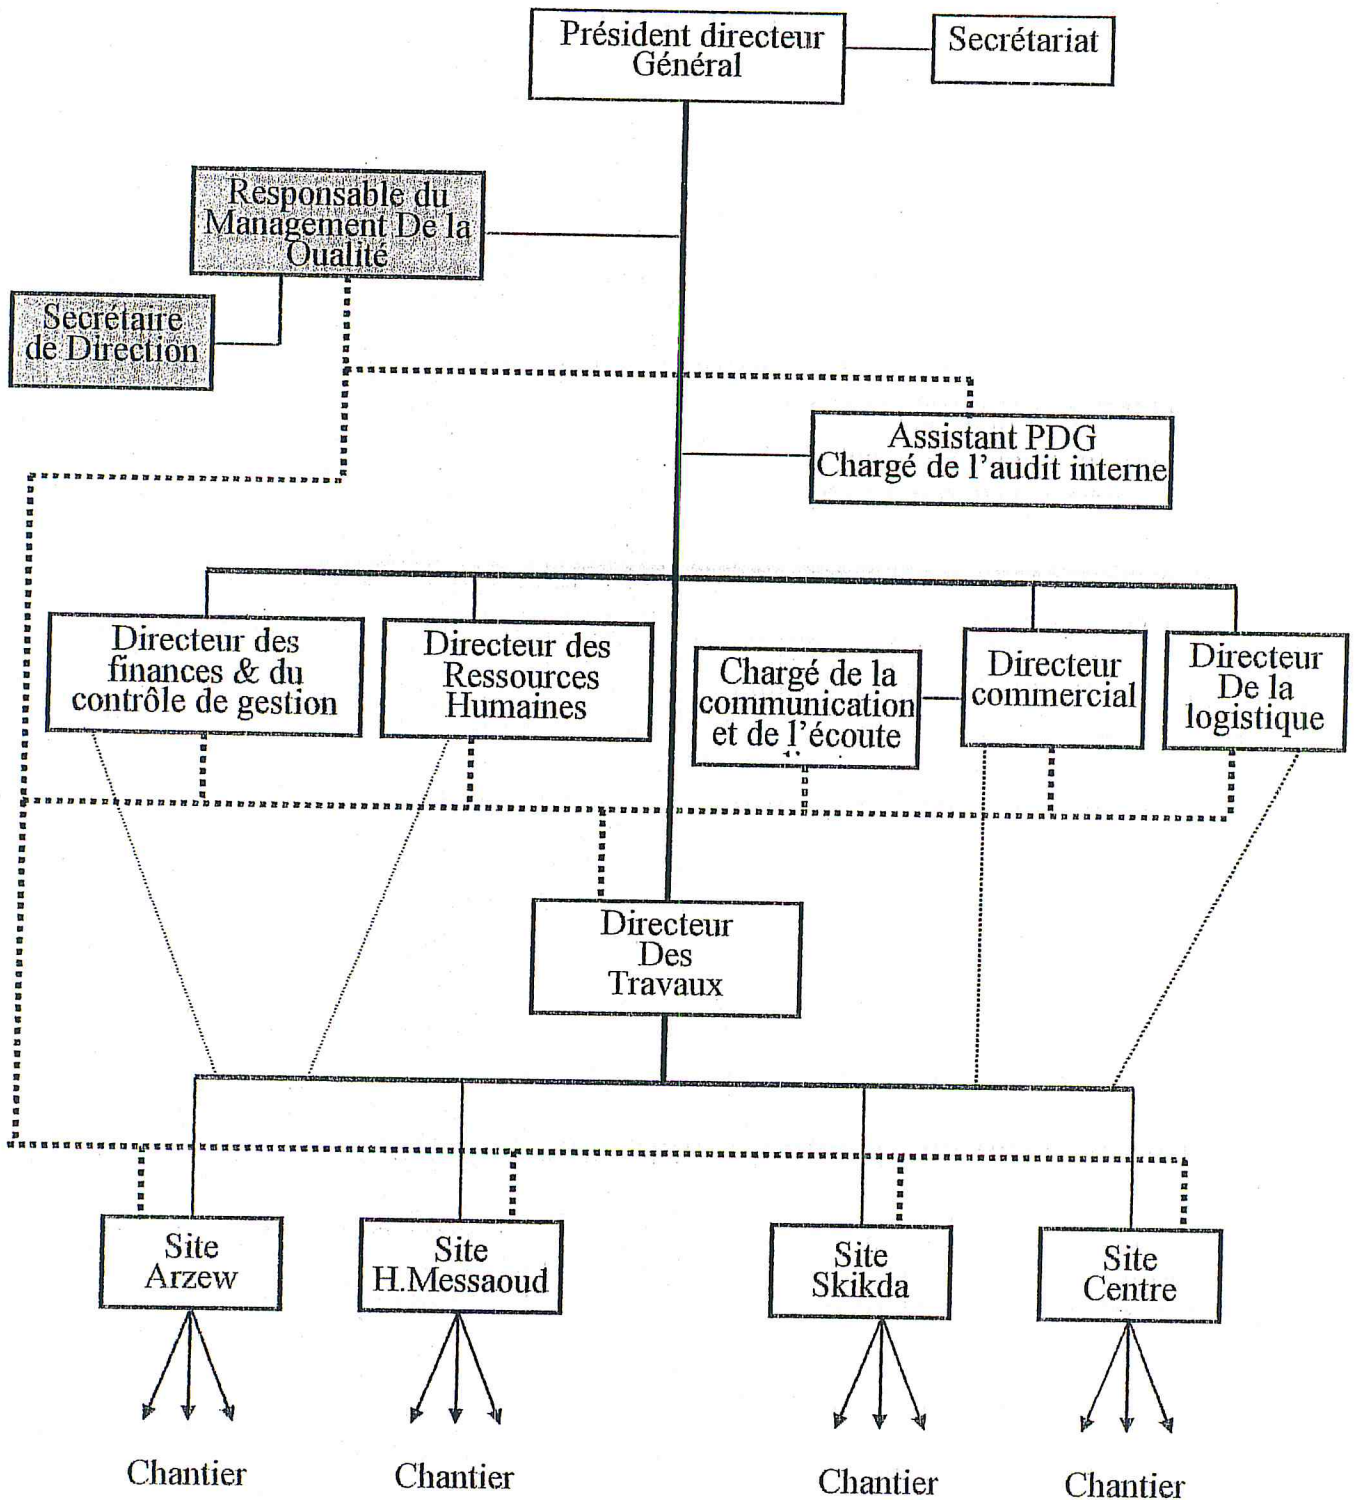 Président directeur
Général
Secrétariat
Responsable du
Management De la
Qualité
Secrétaire
de Direction
Assistant PDG
Chargé de l'audit interne
Directeur des
finances & du
contrôle de gestion
Directeur des
Ressources
Humaines
Chargé de la
communication
et de l'écoute
Directeur
commercial
Directeur
De la
logistique
Directeur
Des
Travaux
Site
Arzew
Site
H.Messaoud
Site
Skikda
Site
Centre
Chantier
Chantier
Chantier
Chantier